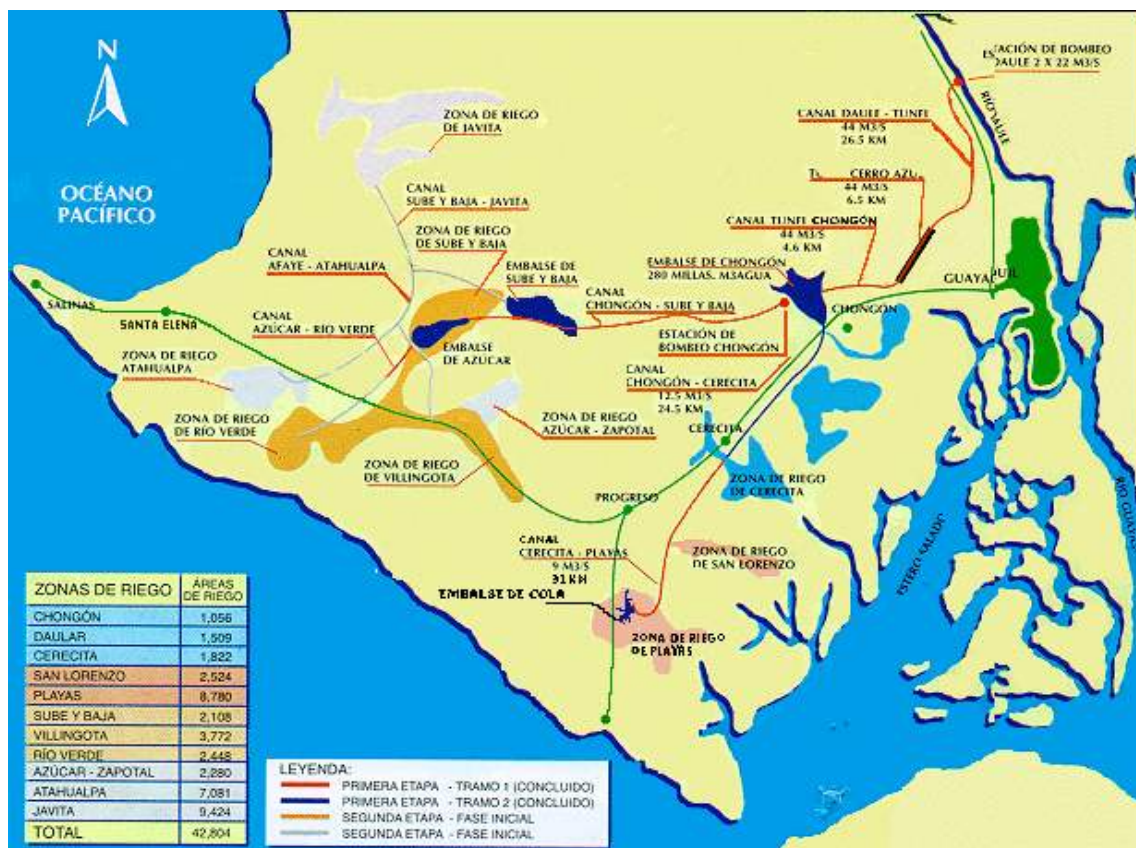 N
OCÉANO
PACÍFICO
ES TACIÓN DE BOMBEO
DAULE 2 X 22 M3/S
RÍO DAULE
ZONA DE RIEGO
DE JAVITA
CANAL DAULE - TUNEL
44 M3/S
26.5 KM
CERRO AZU
44 M3/S
6.5 KM
CANAL
SUBE Y BAJA - JAVITA
ZONA DE RIEGO
DE SUBE Y BAJA
CANAL TUNEL CHONGÓN
44 M3/S
4.6 KM
CANAL
AFAYE - ATAHUALPA
EMBALSE DE
SUBE Y BAJA
EMBALSE DE CHONGÓN
280 MILLAS. M3AGUA
GUAYAQUIL
SALINAS
SANTA ELENA
CANAL
CHONGÓN - SUBE Y BAJA
CHONGÓN
CANAL
AZÚCAR - RÍO VERDE
EMBALSE
DE AZÚCAR
ESTACIÓN DE
BOMBEO CHONGÓN
ZONA DE RIEGO
ATAHUALPA
CANAL
CHONGÓN - CERECITA
12.5 M3/S
24.5 KM
ZONA DE RIEGO
DE RÍO VERDE
ZONA DE RIEGO
AZÚCAR - ZAPOTAL
CERECITA
ZONA DE RIEGO
DE VILLINGOTA
ZONA DE RIEGO
DE CERECITA
PROGRESO
RÍO GUAYAS
ESTERO SALADO
CANAL
CERECITA - PLAYAS
9 M3/S
31 KM
ZONA DE RIEGO
DE SAN LORENZO
EMBALSE DE COLA
ZONA DE RIEGO
DE PLAYAS
ZONAS DE RIEGO ÁREAS DE RIEGO
CHONGÓN 1,056
DAULAR 1,509
CERECITA 1,822
SAN LORENZO 2,524
PLAYAS 8,780
SUBE Y BAJA 2,108
VILLINGOTA 3,772
RÍO VERDE 2,448
AZÚCAR - ZAPOTAL 2,280
ATAHUALPA 7,081
JAVITA 9,424
TOTAL 42,804
LEYENDA:
PRIMERA ETAPA - TRAMO 1 (CONCLUIDO)
PRIMERA ETAPA - TRAMO 2 (CONCLUIDO)
SEGUNDA ETAPA - FASE INICIAL
SEGUNDA ETAPA - FASE INICIAL